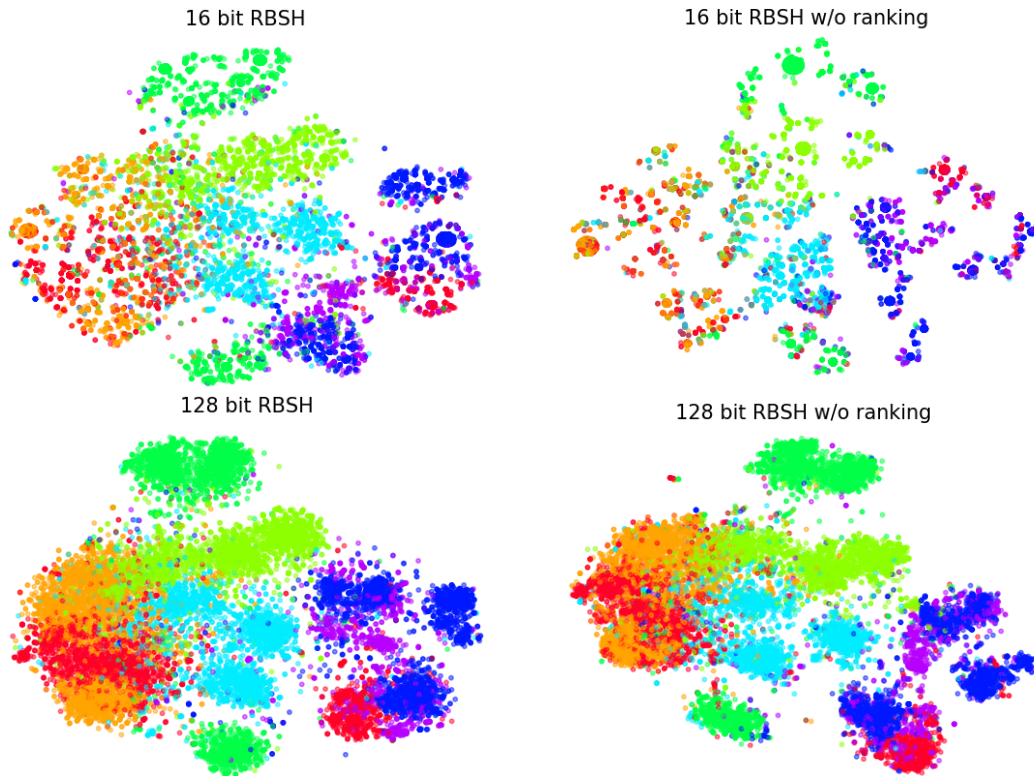 16 bit RBSH
16 bit RBSH w/o ranking
128 bit RBSH
128 bit RBSH w/o ranking